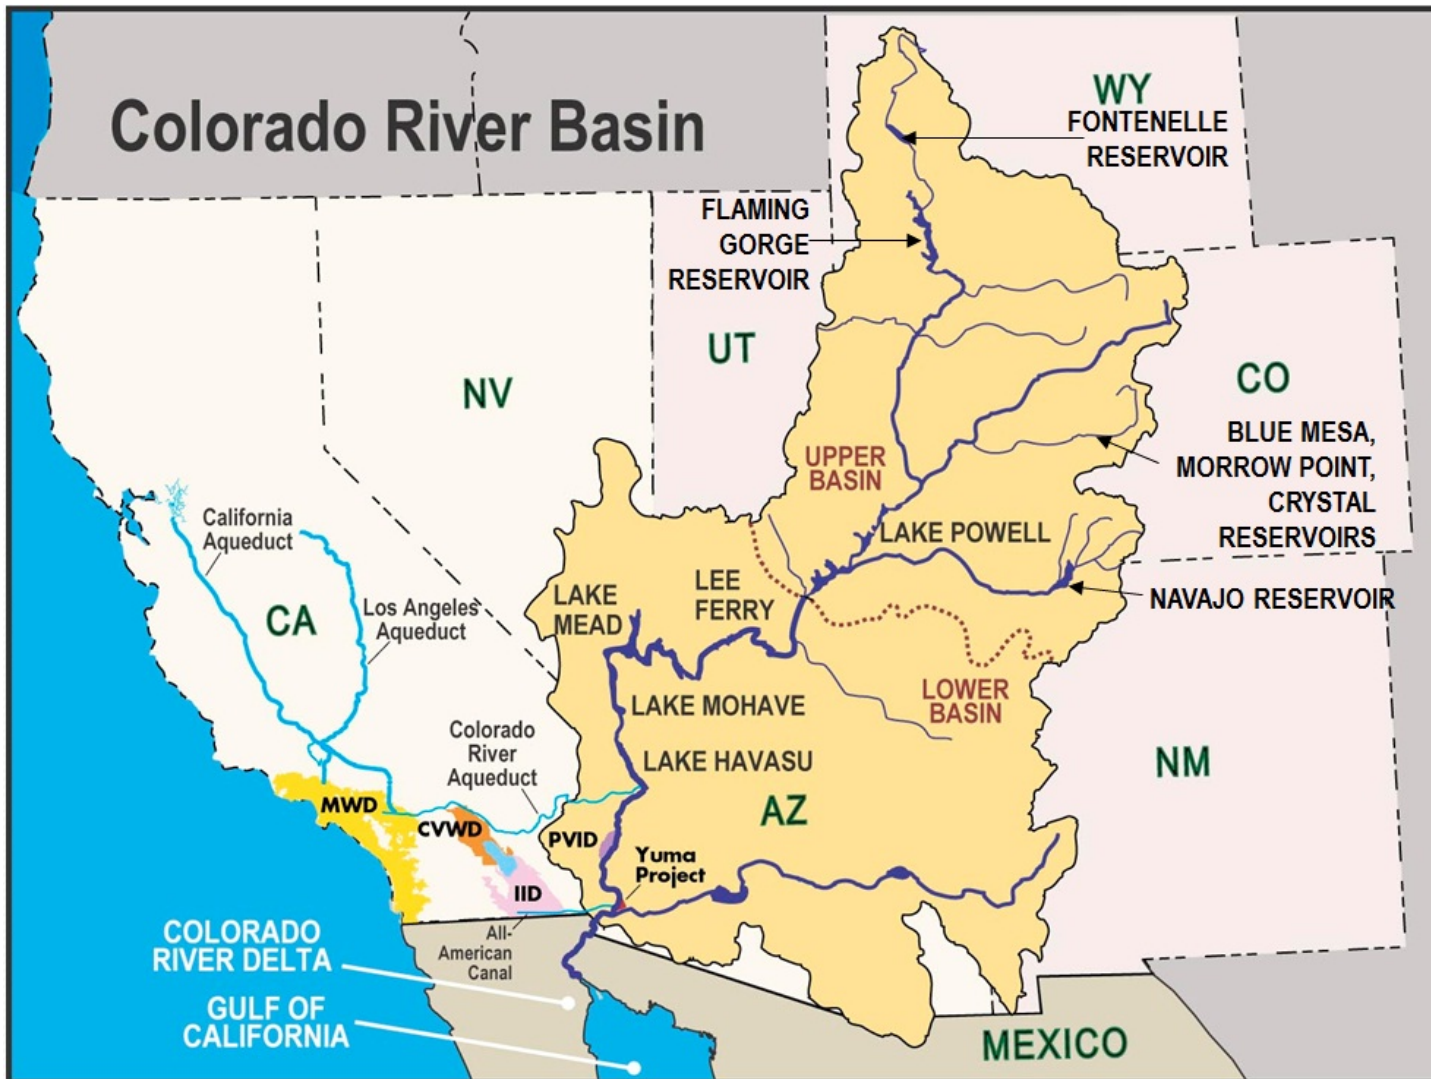 Colorado River Basin
WY
FONTENELLE
RESERVOIR
FLAMING
GORGE
RESERVOIR
UT
NV
CO
BLUE MESA,
MORROW POINT,
CRYSTAL
RESERVOIRS
UPPER
BASIN
California
Aqueduct
LAKE POWELL
LEE
FERRY
LAKE
MEAD
NAVAJO RESERVOIR
CA
Los Angeles
Aqueduct
LOWER
BASIN
LAKE MOHAVE
Colorado
River
Aqueduct
LAKE HAVASU
NM
AZ
MWD
CVWD
PVID
Yuma
Project
IID
All-
American
Canal
COLORADO
RIVER DELTA
GULF OF
CALIFORNIA
MEXICO